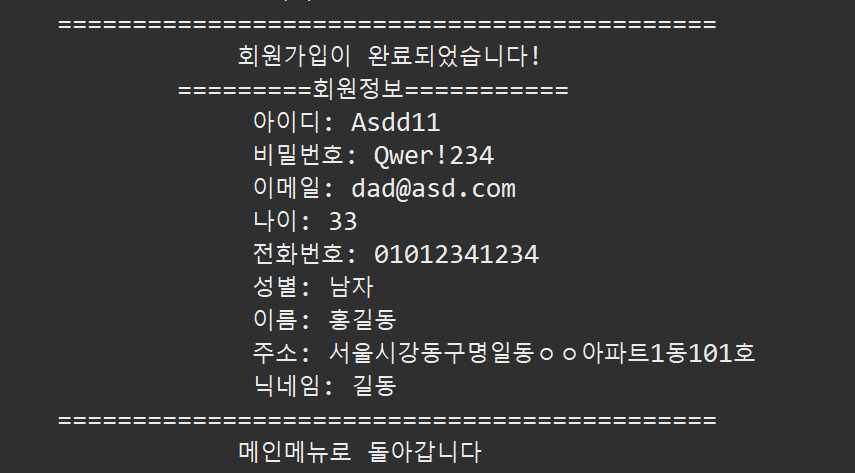 ============================================
회원가입이 완료되었습니다!
=========회원정보===========
아이디: Asdd11
비밀번호: Qwer!234
이메일: dad@asd.com
나이: 33
전화번호: 01012341234
성별: 남자
이름: 홍길동
주소: 서울시강동구명일동ㅇㅇ아파트1동101호
닉네임: 길동
============================================
메인메뉴로 돌아갑니다